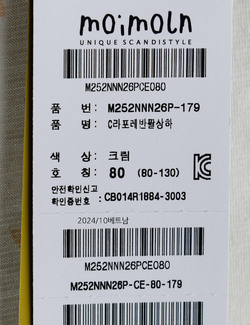 moimoln
UNIQUE SCANDISTYLE
M252NNN26PCE080
품 번: M252NNN26P-179
품 명: C라포레반팔상하
색 상: 크림
호 칭: 80 (80-130)
안전확인신고
확인증번호 : CB014R1884-3003
2024/10베트남
M252NNN26PCE080
M252NNN26P-CE-80-179